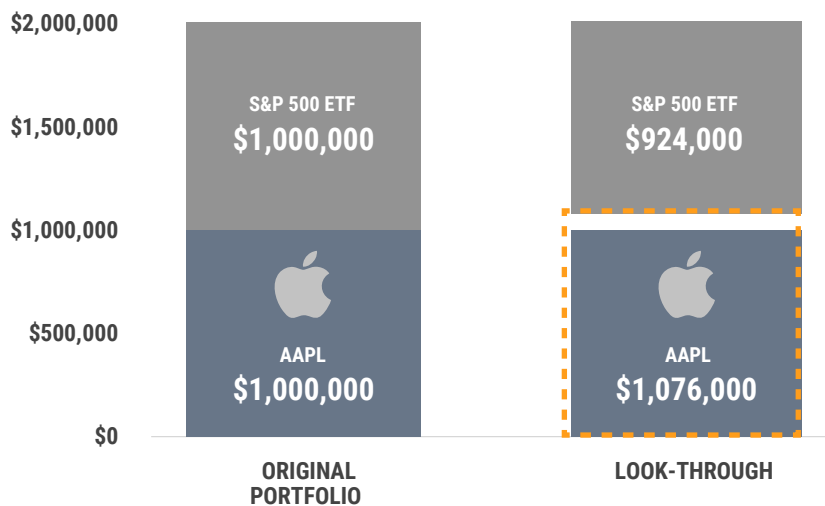 $2,000,000
$1,500,000
$1,000,000
$500,000
$0
S&P 500 ETF
$1,000,000
AAPL
$1,000,000
S&P 500 ETF
$924,000
AAPL
$1,076,000
ORIGINAL
PORTFOLIO
LOOK-THROUGH